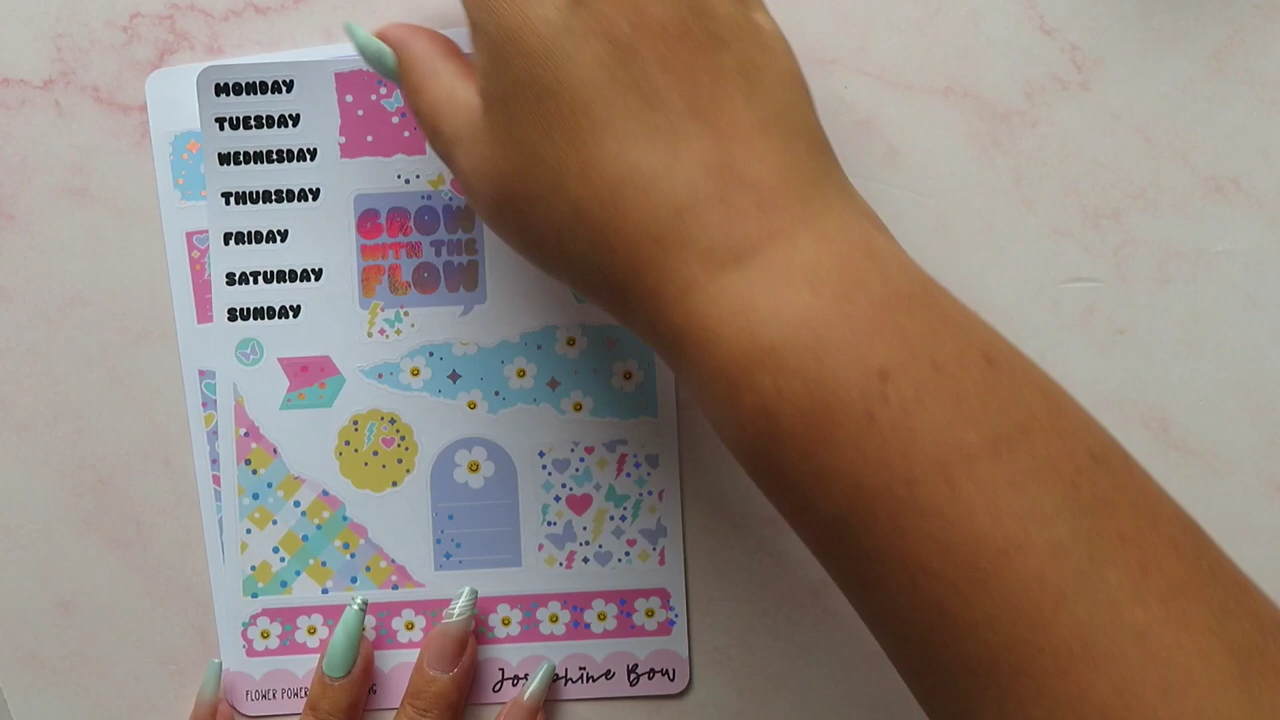 MONDAY
TUESDAY
WEDNESDAY
THURSDAY
FRIDAY
SATURDAY
SUNDAY
GROW
WITH THE
FLOW
FLOWER POWER
Josephine Bow